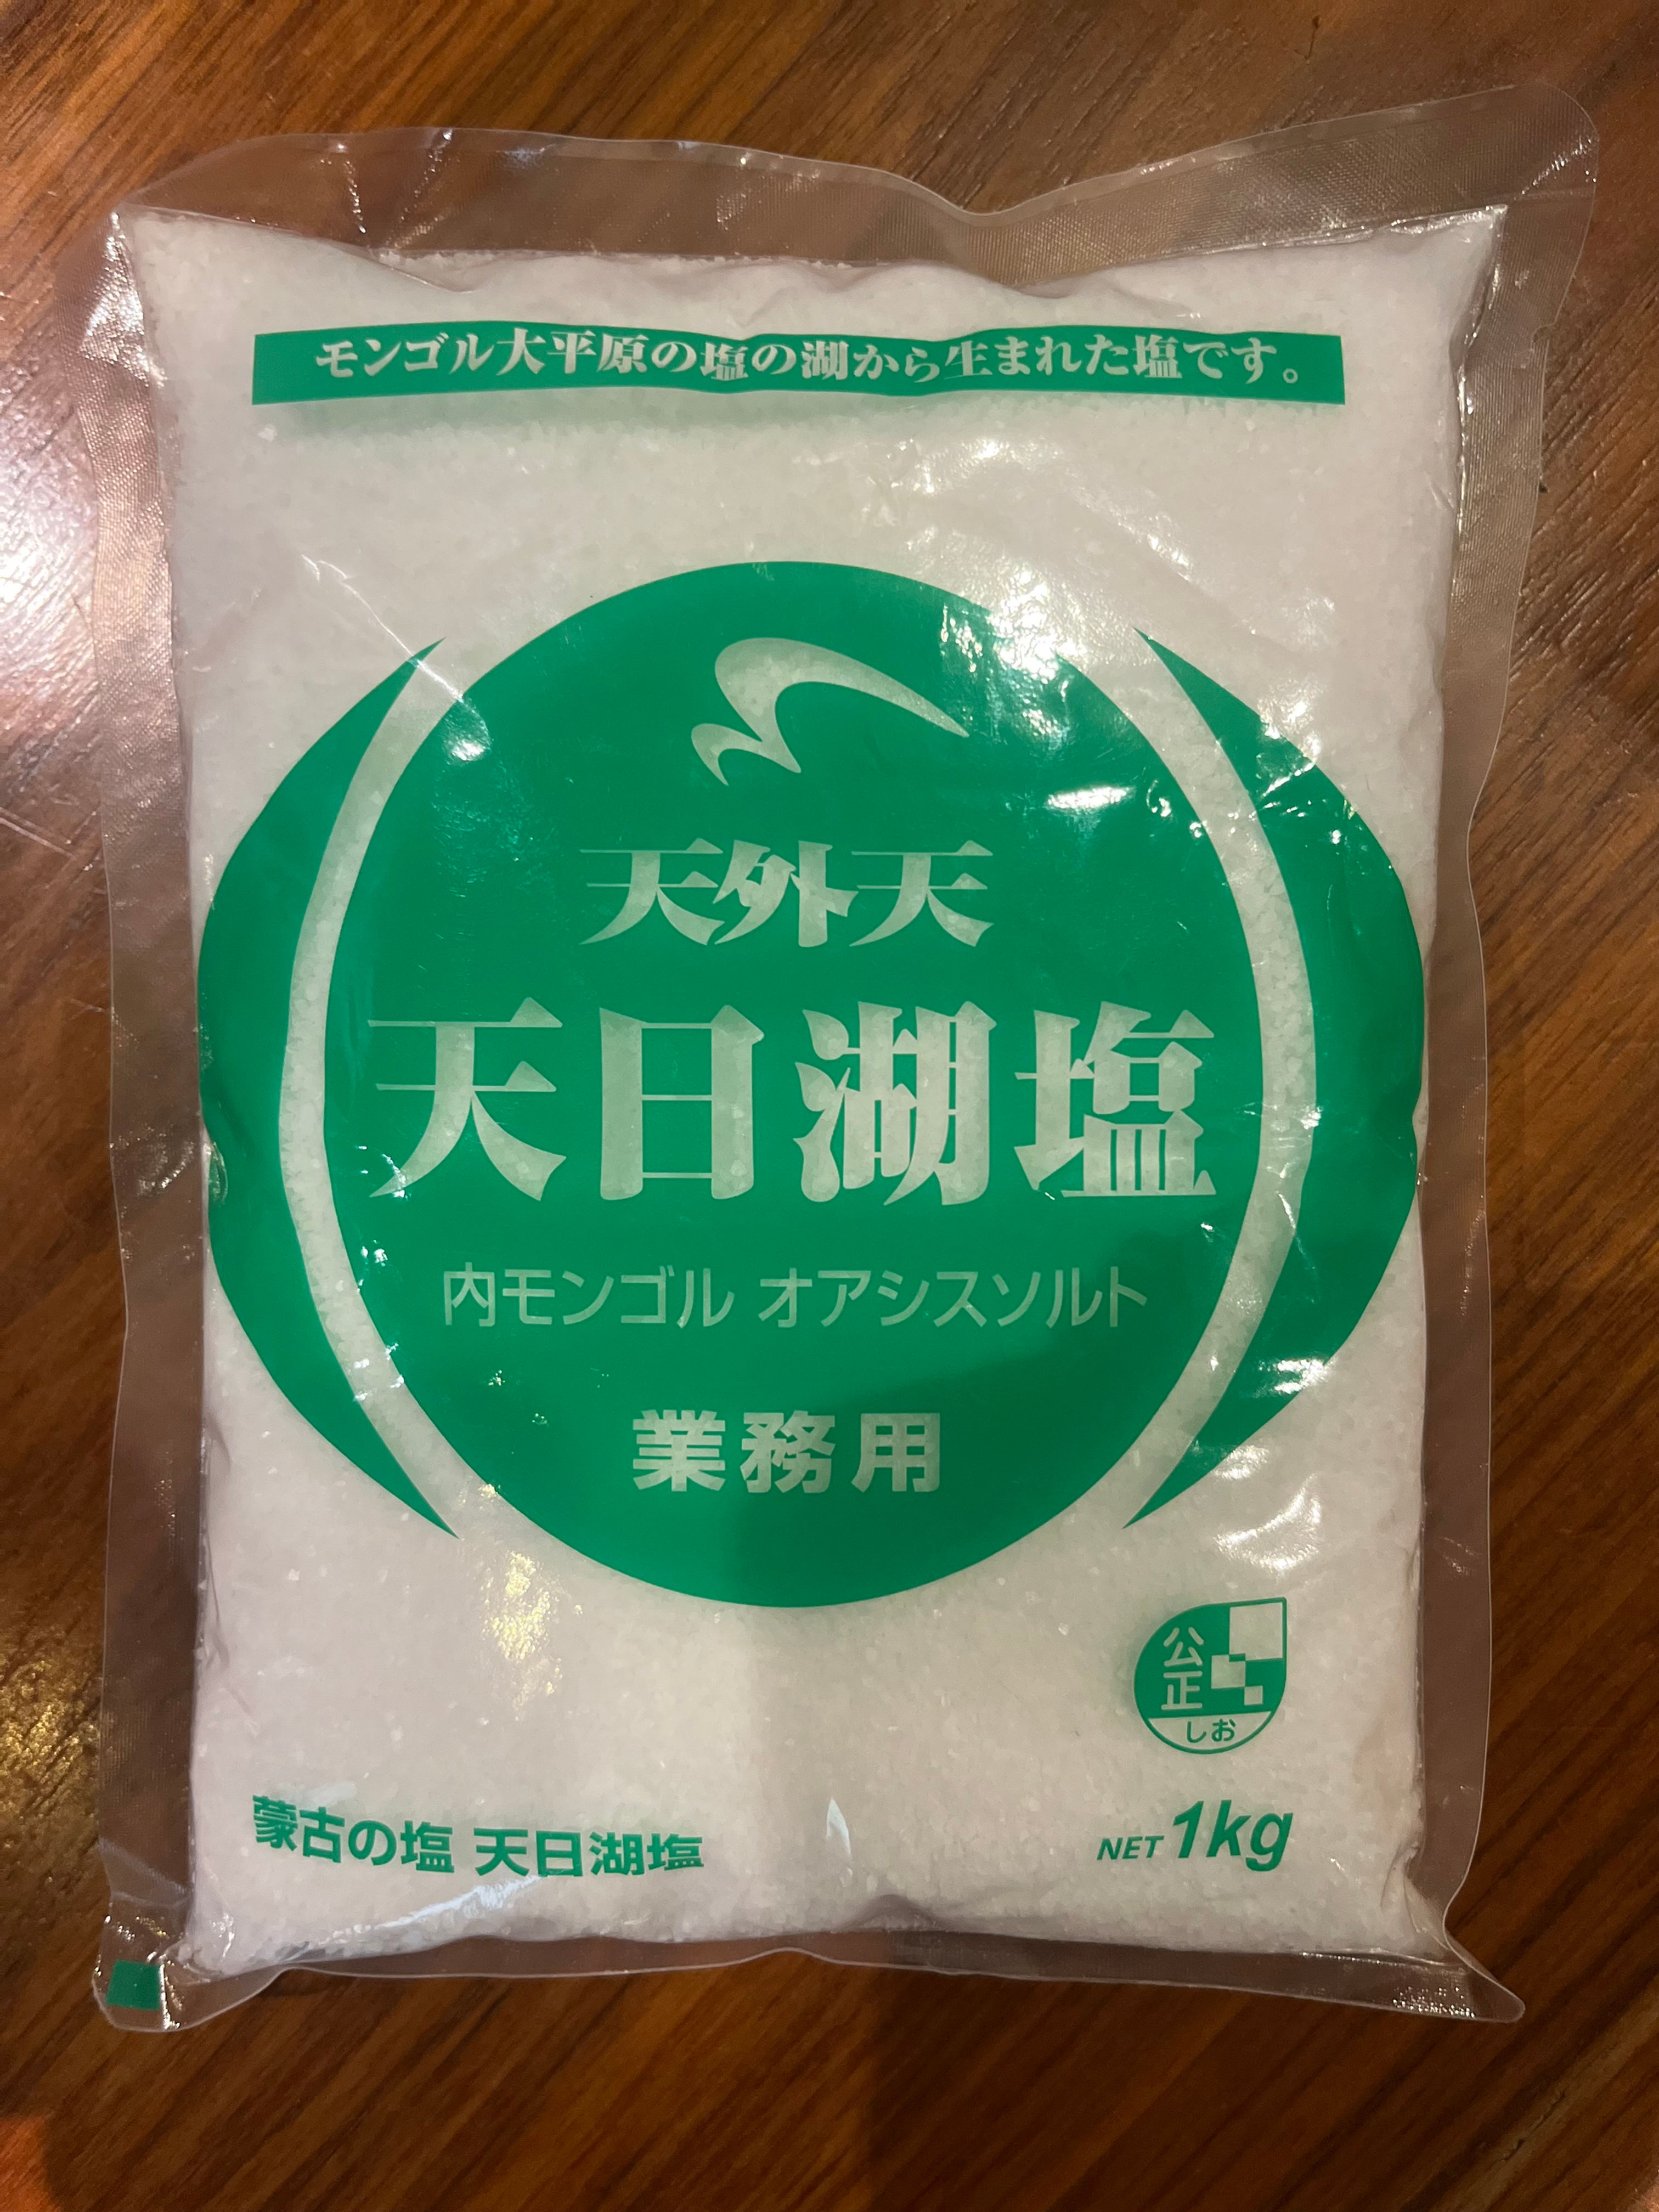 モンゴル大平原の塩の湖から生まれた塩です。
天外天
天日湖塩
内モンゴル オアシスソルト
業務用
公正
しお
蒙古の塩 天日湖塩
NET 1kg